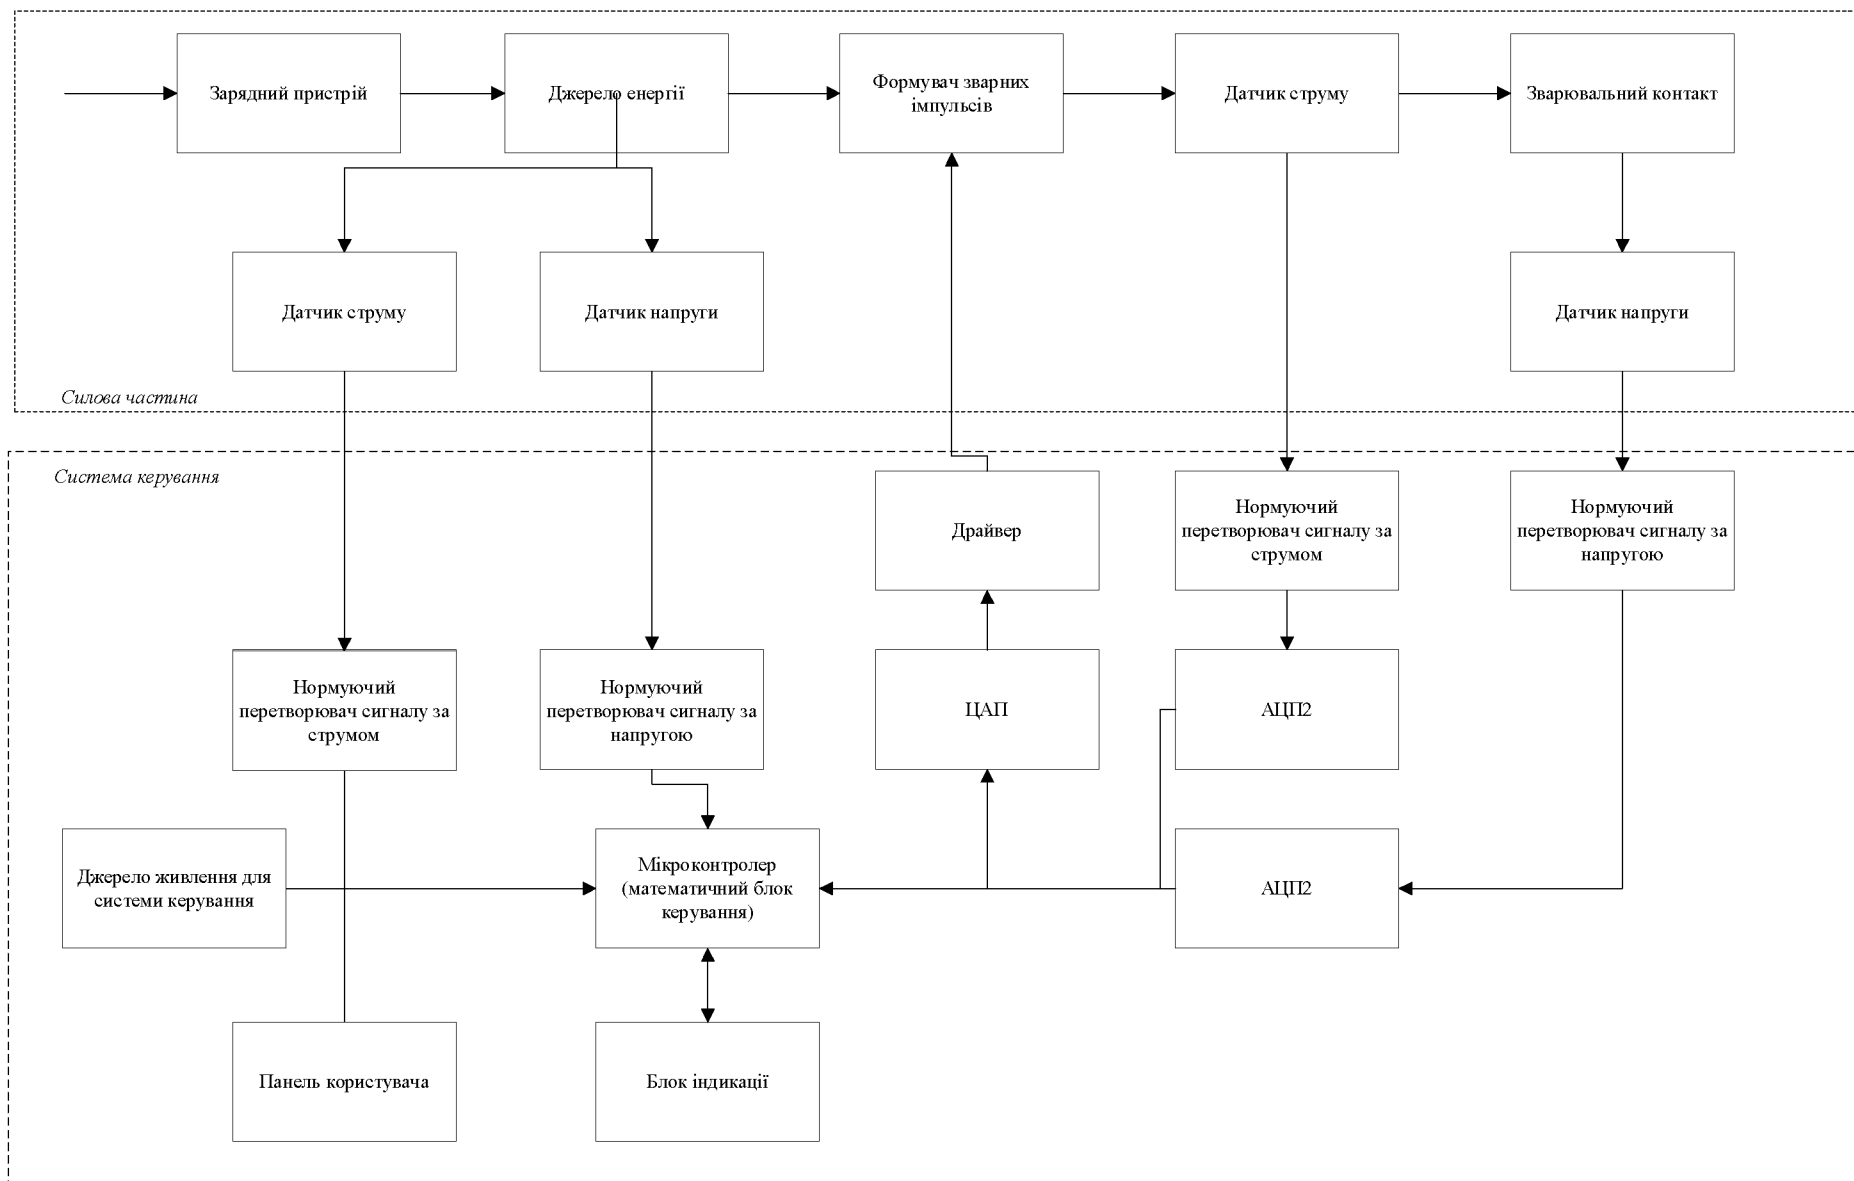 Зарядний пристрій
Джерело енергії
Формувач зварних
імпульсів
Датчик струму
Зварювальний контакт
Датчик струму
Датчик напруги
Датчик напруги
Силова частина
Система керування
Драйвер
Нормуючий
перетворювач сигналу за
струмом
Нормуючий
перетворювач сигналу за
напругою
Нормуючий
перетворювач сигналу за
струмом
Нормуючий
перетворювач сигналу за
напругою
ЦАП
АЦП2
Джерело живлення для
системи керування
Мікроконтролер
(математичний блок
керування)
АЦП2
Панель користувача
Блок індикації